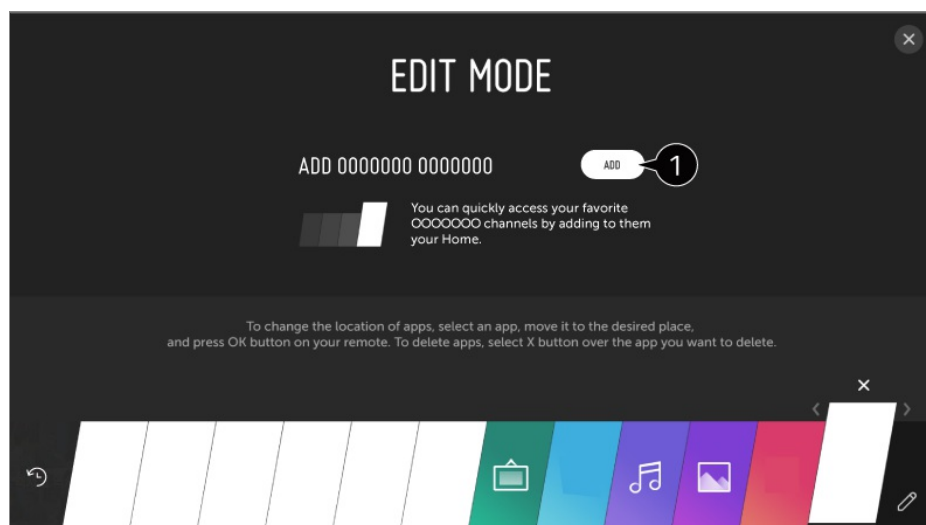 EDIT MODE
ADD OOOOOOO OOOOOOO
ADD
1
You can quickly access your favorite
OOOOOOO channels by adding to them
your Home.
To change the location of apps, select an app, move it to the desired place,
and press OK button on your remote. To delete apps, select X button over the app you want to delete.